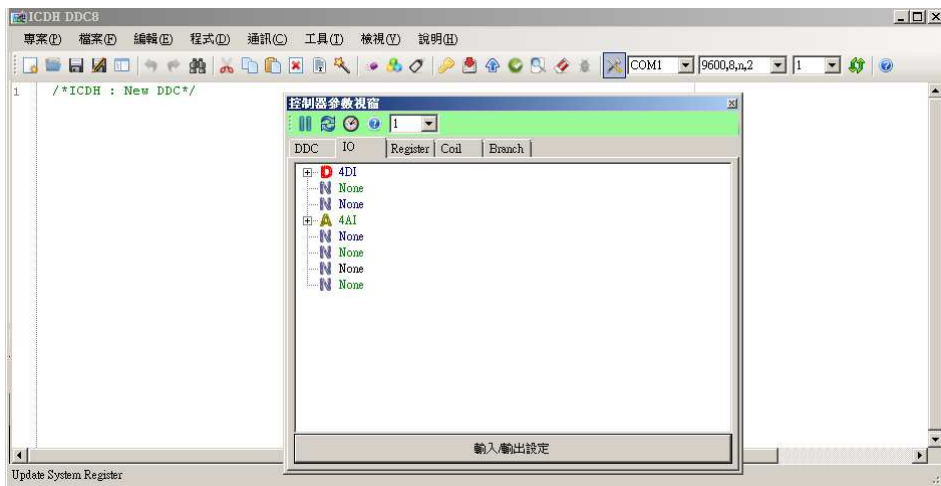 ICDH DDC8
專案(P) 檔案(F) 編輯(E) 程式(D) 通訊(C) 工具(T) 檢視(V) 說明(H)
COM1 9600,8,n,2 1
1 /*ICDH : New DDC*/
控制器參數視窗
1
DDC IO Register Coil Branch
4DI
None
None
4AI
None
None
None
None
輸入/輸出設定
Update System Register